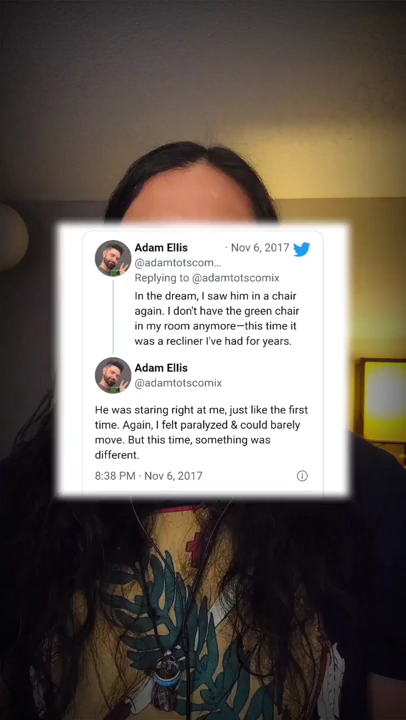 Adam Ellis · Nov 6, 2017
@adamtotscom...
Replying to @adamtotscomix
In the dream, I saw him in a chair
again. I don't have the green chair
in my room anymore—this time it
was a recliner I've had for years.
Adam Ellis
@adamtotscomix
He was staring right at me, just like the first
time. Again, I felt paralyzed & could barely
move. But this time, something was
different.
8:38 PM · Nov 6, 2017